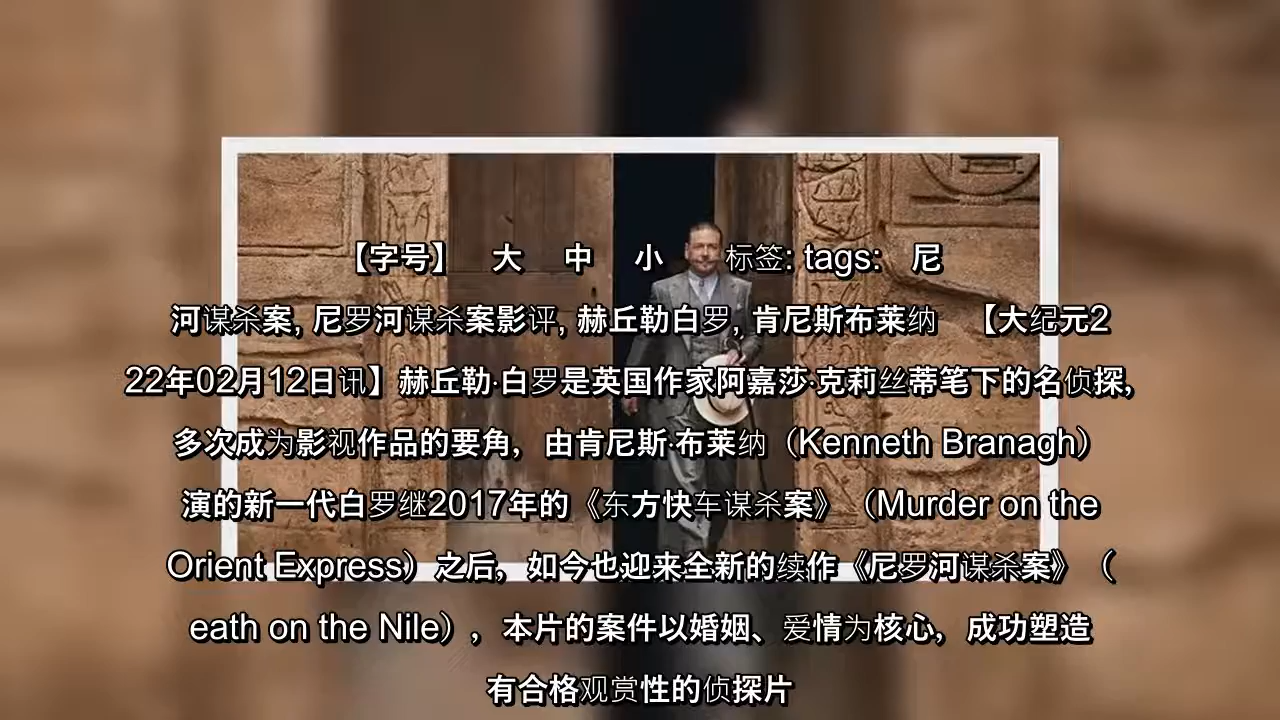 【字号】 大 中 小 标签: tags: 尼
河谋杀案, 尼罗河谋杀案影评, 赫丘勒白罗, 肯尼斯布莱纳 【大纪元2
22年02月12日讯】赫丘勒·白罗是英国作家阿嘉莎·克莉丝蒂笔下的名侦探,
多次成为影视作品的要角，由肯尼斯·布莱纳（Kenneth Branagh）
演的新一代白罗继2017年的《东方快车谋杀案》（Murder on the
Orient Express）之后，如今也迎来全新的续作《尼罗河谋杀案》（
eath on the Nile），本片的案件以婚姻、爱情为核心，成功塑造
有合格观赏性的侦探片